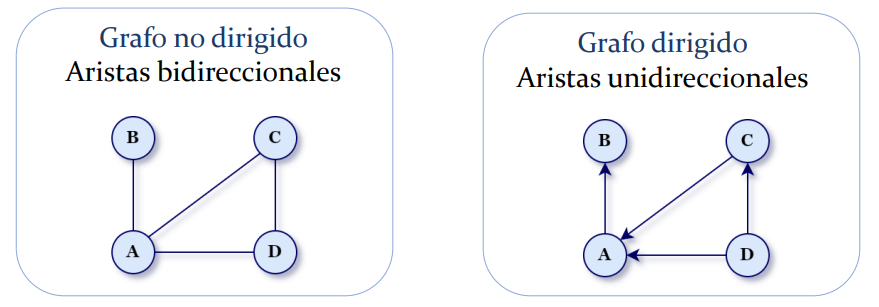 Grafo no dirigido
Aristas bidireccionales
B
C
A
D
Grafo dirigido
Aristas unidireccionales
B
C
A
D